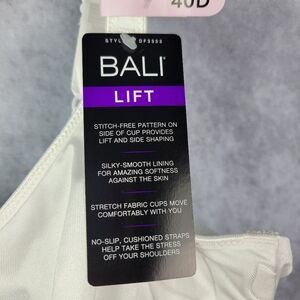 40D
STYLE DF3353
BALI
LIFT
STITCH-FREE PATTERN ON
SIDE OF CUP PROVIDES
LIFT AND SIDE SHAPING
SILKY-SMOOTH LINING
FOR AMAZING SOFTNESS
AGAINST THE SKIN
STRETCH FABRIC CUPS MOVE
COMFORTABLY WITH YOU
NO-SLIP, CUSHIONED STRAPS
HELP TAKE THE STRESS
OFF YOUR SHOULDERS